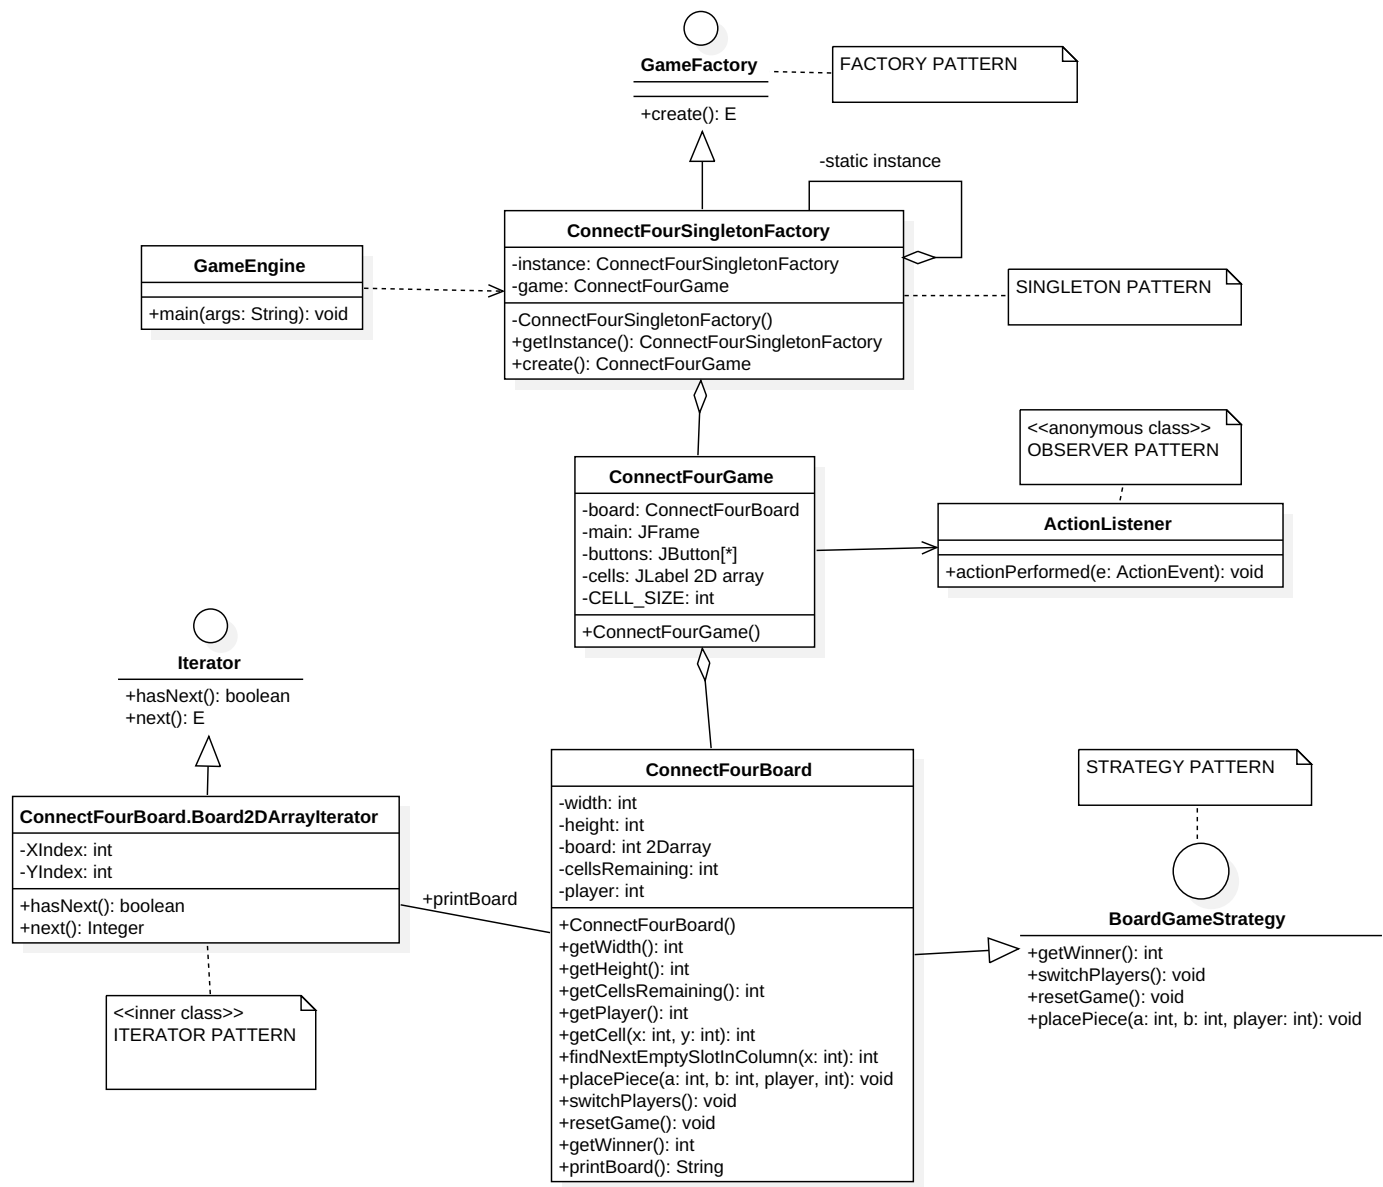 GameFactory
+create(): E
FACTORY PATTERN
-static instance
ConnectFourSingletonFactory
-instance: ConnectFourSingletonFactory
-game: ConnectFourGame
-ConnectFourSingletonFactory()
+getInstance(): ConnectFourSingletonFactory
+create(): ConnectFourGame
GameEngine
+main(args: String): void
SINGLETON PATTERN
<<anonymous class>>
OBSERVER PATTERN
ConnectFourGame
-board: ConnectFourBoard
-main: JFrame
-buttons: JButton[*]
-cells: JLabel 2D array
-CELL_SIZE: int
+ConnectFourGame()
ActionListener
+actionPerformed(e: ActionEvent): void
Iterator
+hasNext(): boolean
+next(): E
ConnectFourBoard.Board2DArrayIterator
-XIndex: int
-YIndex: int
+hasNext(): boolean
+next(): Integer
+printBoard
<<inner class>>
ITERATOR PATTERN
ConnectFourBoard
-width: int
-height: int
-board: int 2Darray
-cellsRemaining: int
-player: int
+ConnectFourBoard()
+getWidth(): int
+getHeight(): int
+getCellsRemaining(): int
+getPlayer(): int
+getCell(x: int, y: int): int
+findNextEmptySlotInColumn(x: int): int
+placePiece(a: int, b: int, player, int): void
+switchPlayers(): void
+resetGame(): void
+getWinner(): int
+printBoard(): String
STRATEGY PATTERN
BoardGameStrategy
+getWinner(): int
+switchPlayers(): void
+resetGame(): void
+placePiece(a: int, b: int, player: int): void